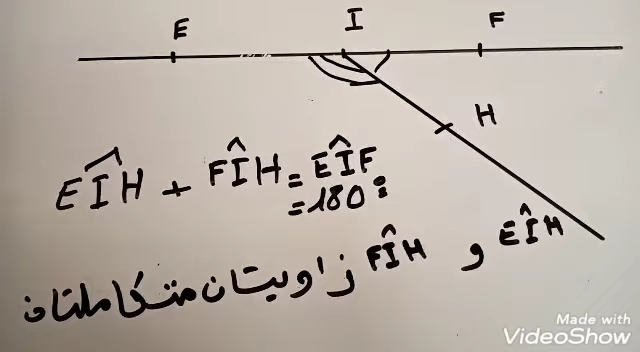 E I F
H
EÎH + FÎH = EÎF
= 180°
EÎH و FÎH زاويتان متكاملتان
Made with
VideoShow